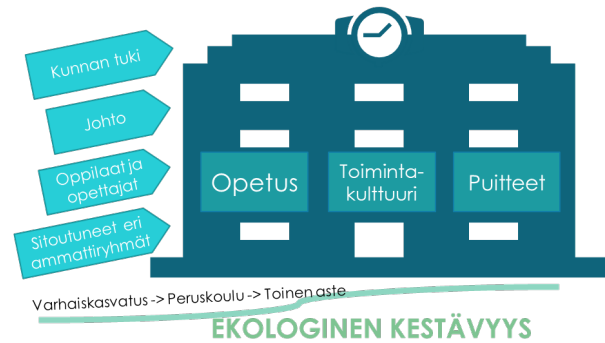 Kunnan tuki
Johto
Oppilaat ja
opettajat
Sitoutuneet eri
ammattiryhmät
Opetus
Toiminta-
kulttuuri
Puitteet
Varhaiskasvatus -> Peruskoulu -> Toinen aste
EKOLOGINEN KESTÄVYYS